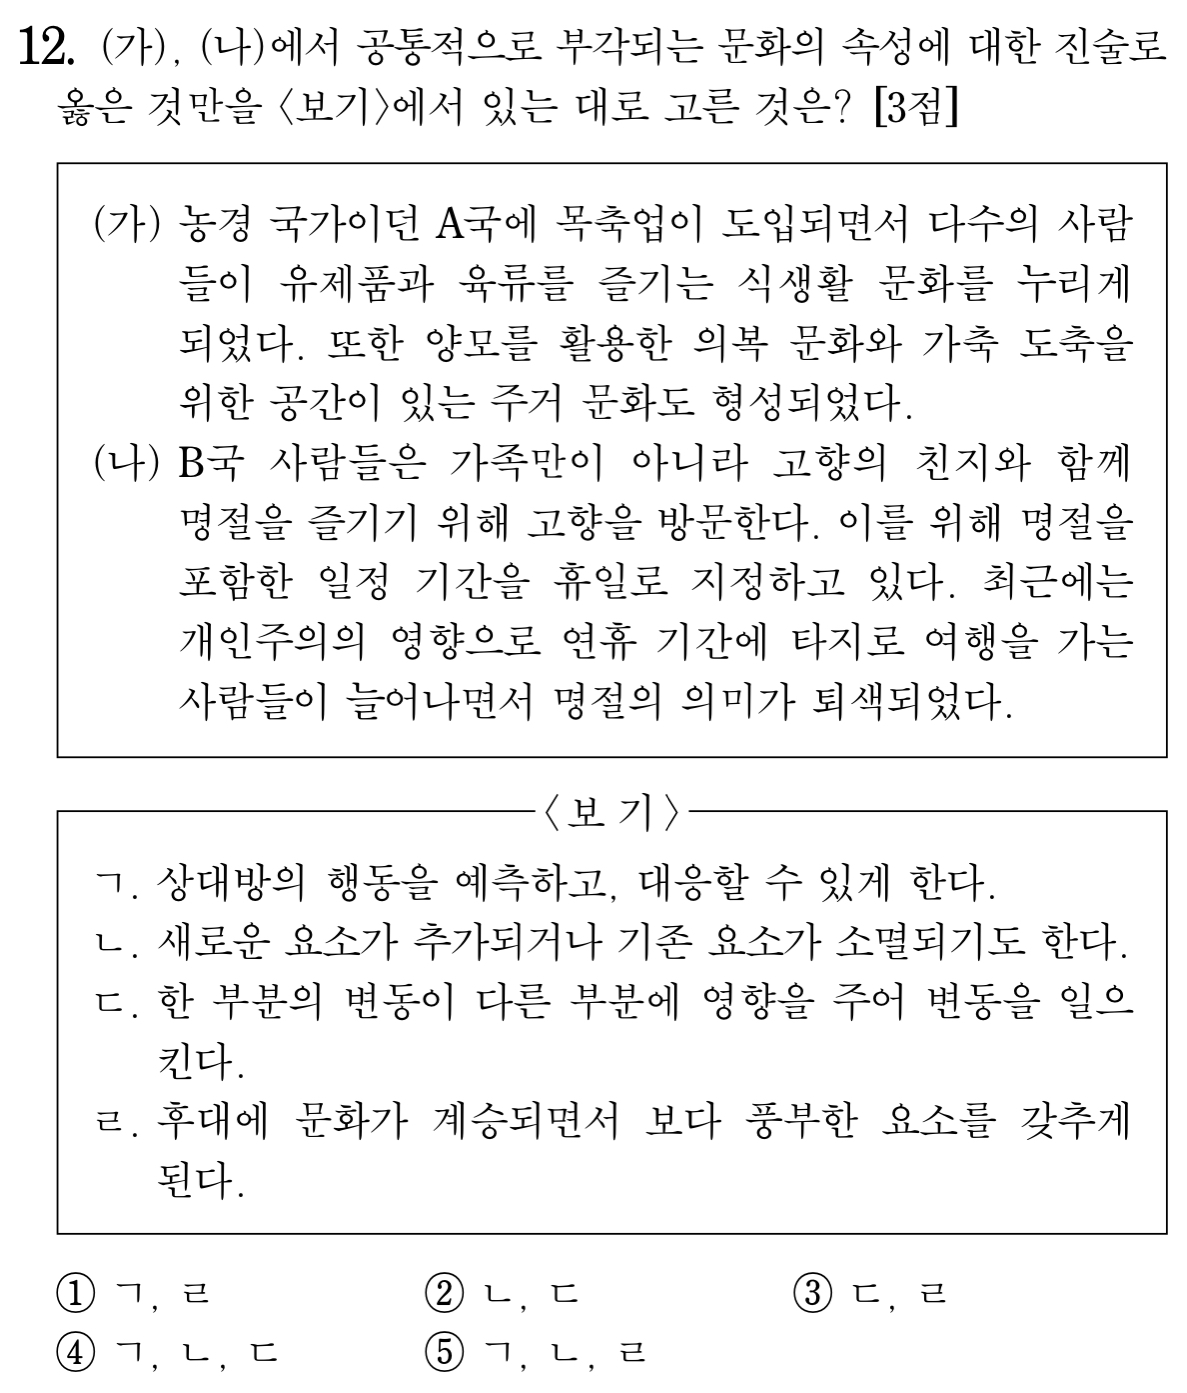 12. (가), (나)에서 공통적으로 부각되는 문화의 속성에 대한 진술로
옳은 것만을 〈보기〉에서 있는 대로 고른 것은? [3점]
(가) 농경 국가이던 A국에 목축업이 도입되면서 다수의 사람
들이 유제품과 육류를 즐기는 식생활 문화를 누리게
되었다. 또한 양모를 활용한 의복 문화와 가축 도축을
위한 공간이 있는 주거 문화도 형성되었다.
(나) B국 사람들은 가족만이 아니라 고향의 친지와 함께
명절을 즐기기 위해 고향을 방문한다. 이를 위해 명절을
포함한 일정 기간을 휴일로 지정하고 있다. 최근에는
개인주의의 영향으로 연휴 기간에 타지로 여행을 가는
사람들이 늘어나면서 명절의 의미가 퇴색되었다.
〈보 기〉
ㄱ. 상대방의 행동을 예측하고, 대응할 수 있게 한다.
ㄴ. 새로운 요소가 추가되거나 기존 요소가 소멸되기도 한다.
ㄷ. 한 부분의 변동이 다른 부분에 영향을 주어 변동을 일으
킨다.
ㄹ. 후대에 문화가 계승되면서 보다 풍부한 요소를 갖추게
된다.
① ㄱ, ㄹ ② ㄴ, ㄷ ③ ㄷ, ㄹ
④ ㄱ, ㄴ, ㄷ ⑤ ㄱ, ㄴ, ㄹ